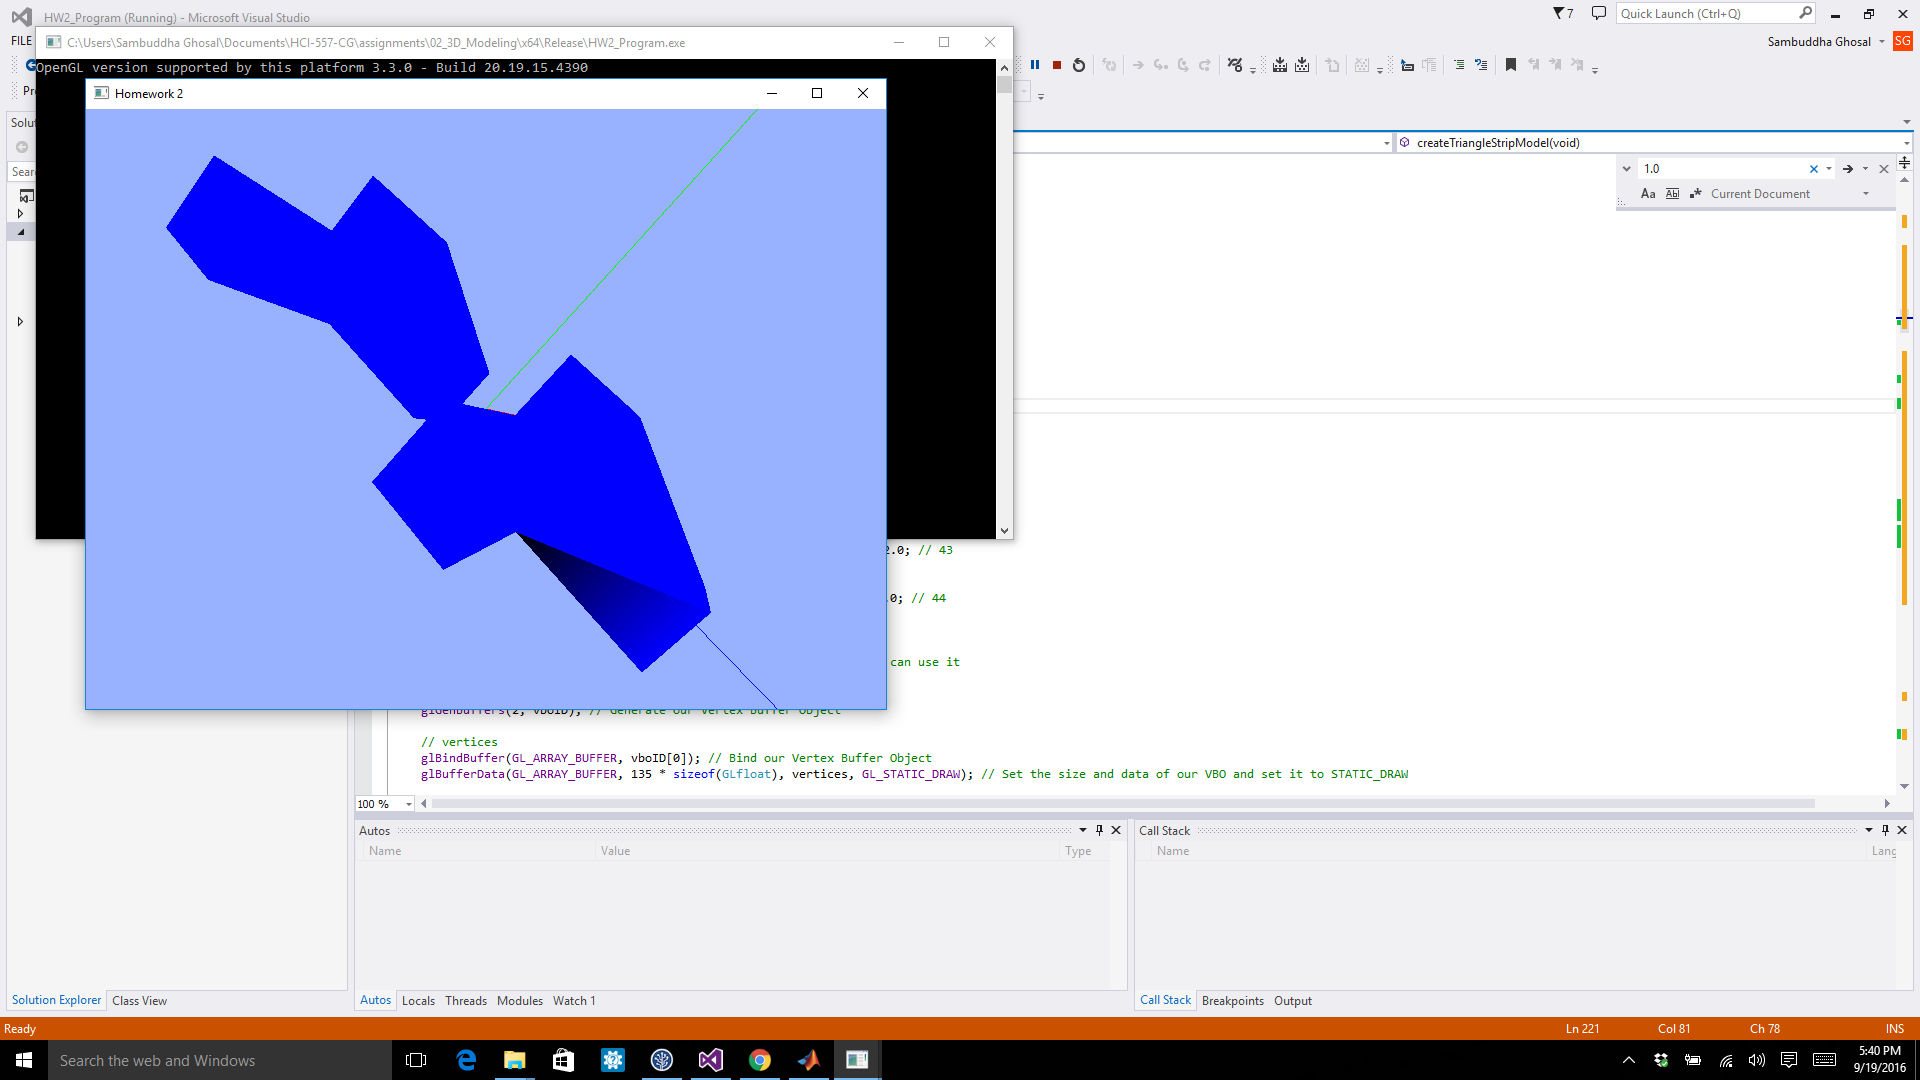 HW2_Program (Running) - Microsoft Visual Studio
7
Quick Launch (Ctrl+Q)
FILE
C:\Users\Sambuddha Ghosal\Documents\HCI-557-CG\assignments\02_3D_Modeling\x64\Release\HW2_Program.exe
Sambuddha Ghosal
SG
OpenGL version supported by this platform 3.3.0 - Build 20.19.15.4390
Homework 2
createTriangleStripModel(void)
1.0
Aa
Current Document
2.0; // 43
.0; // 44
can use it
glGenBuffers(2, vboID); // Generate our Vertex Buffer Object
// vertices
glBindBuffer(GL_ARRAY_BUFFER, vboID[0]); // Bind our Vertex Buffer Object
glBufferData(GL_ARRAY_BUFFER, 135 * sizeof(GLfloat), vertices, GL_STATIC_DRAW); // Set the size and data of our VBO and set it to STATIC_DRAW
100 %
Autos
Call Stack
Name Value Type
Name Lang
Solution Explorer Class View
Autos Locals Threads Modules Watch 1
Call Stack Breakpoints Output
Ready
Ln 221 Col 81 Ch 78 INS
Search the web and Windows
5:40 PM
9/19/2016